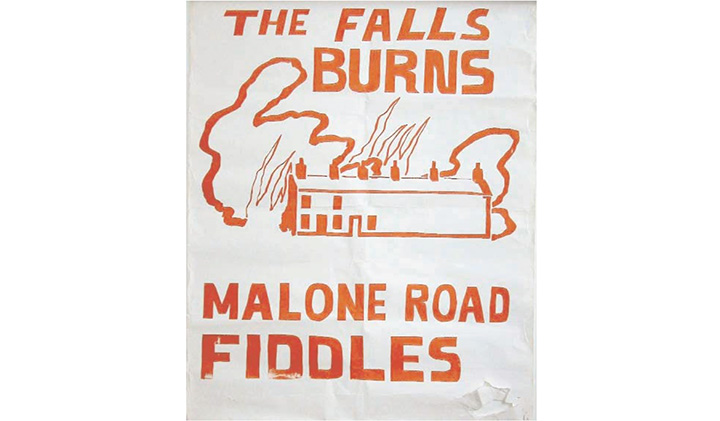 THE FALLS
BURNS
MALONE ROAD
FIDDLES